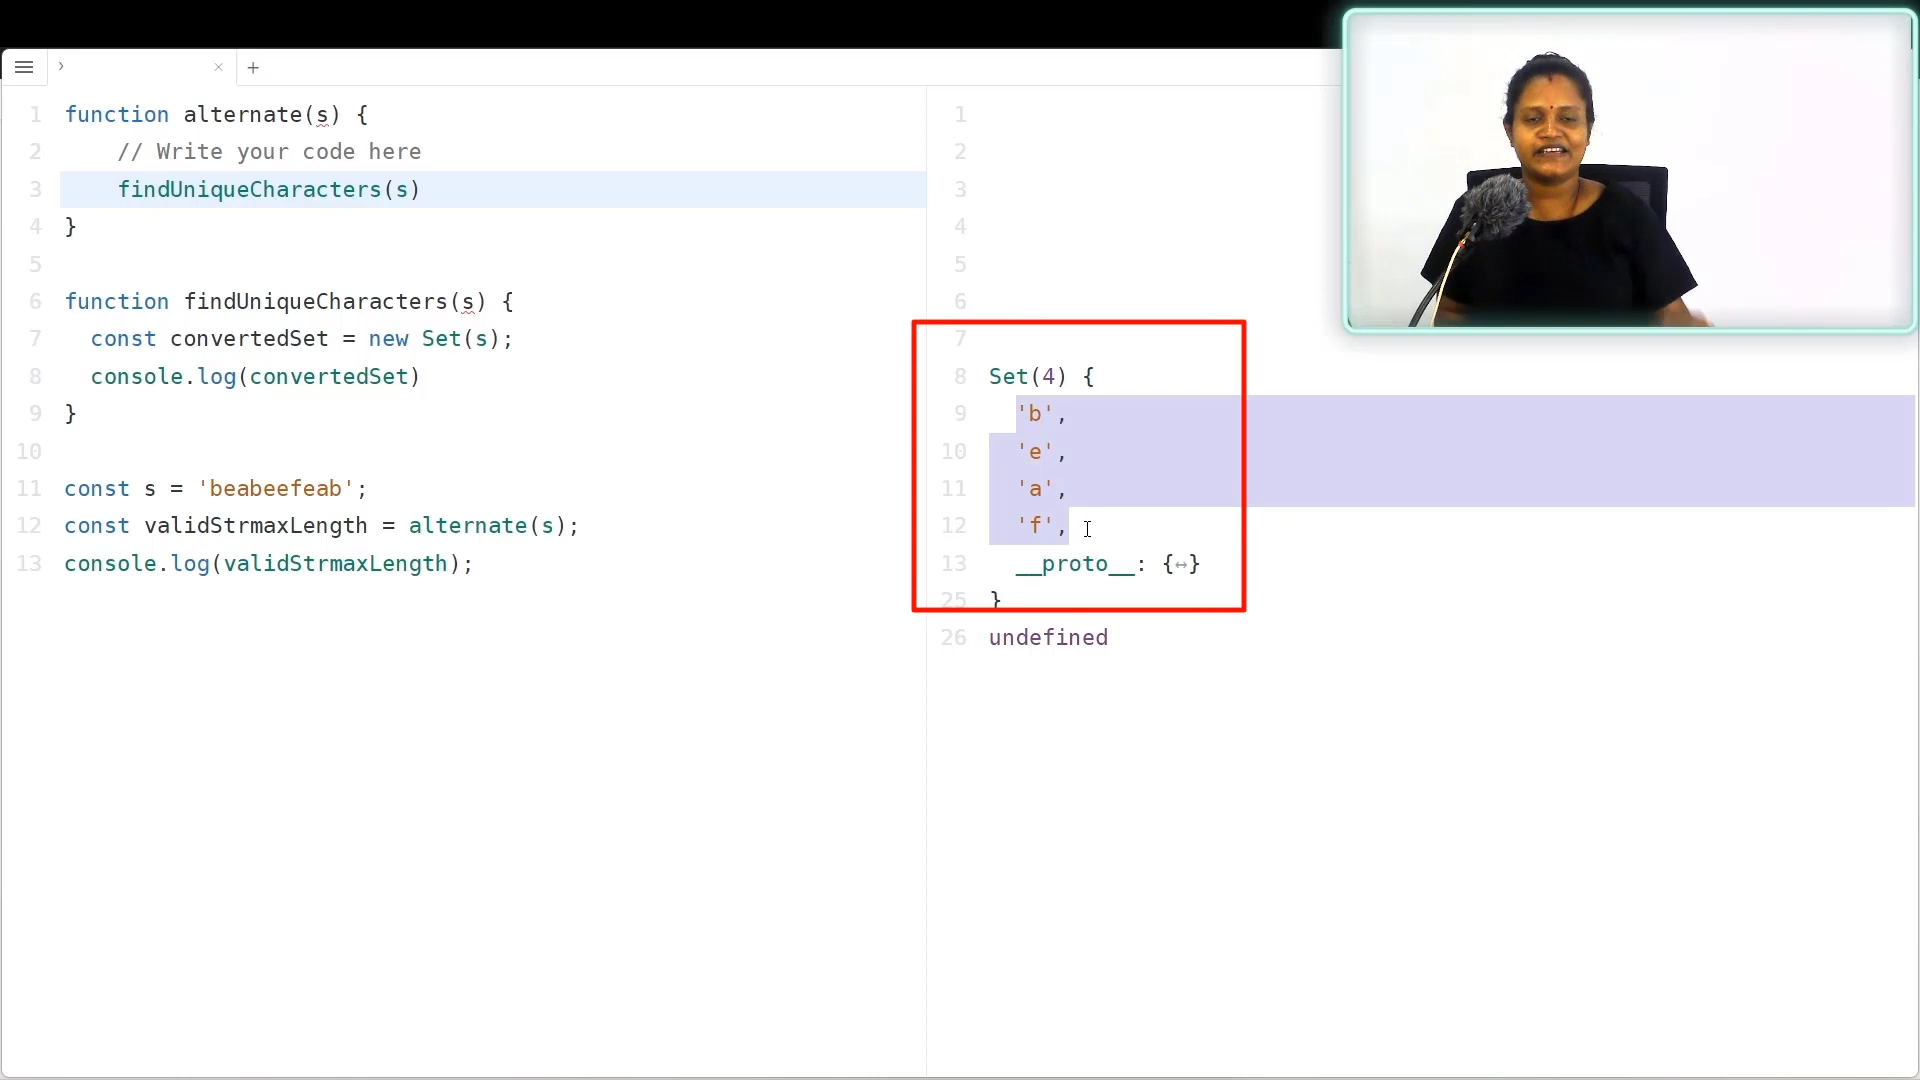 1 function alternate(s) {
2 // Write your code here
3 findUniqueCharacters(s)
4 }
5
6 function findUniqueCharacters(s) {
7 const convertedSet = new Set(s);
8 console.log(convertedSet)
9 }
10
11 const s = 'beabeefeab';
12 const validStrmaxLength = alternate(s);
13 console.log(validStrmaxLength);
1
2
3
4
5
6
7
8 Set(4) {
9 'b',
10 'e',
11 'a',
12 'f',
13 __proto__: {↔}
25 }
26 undefined